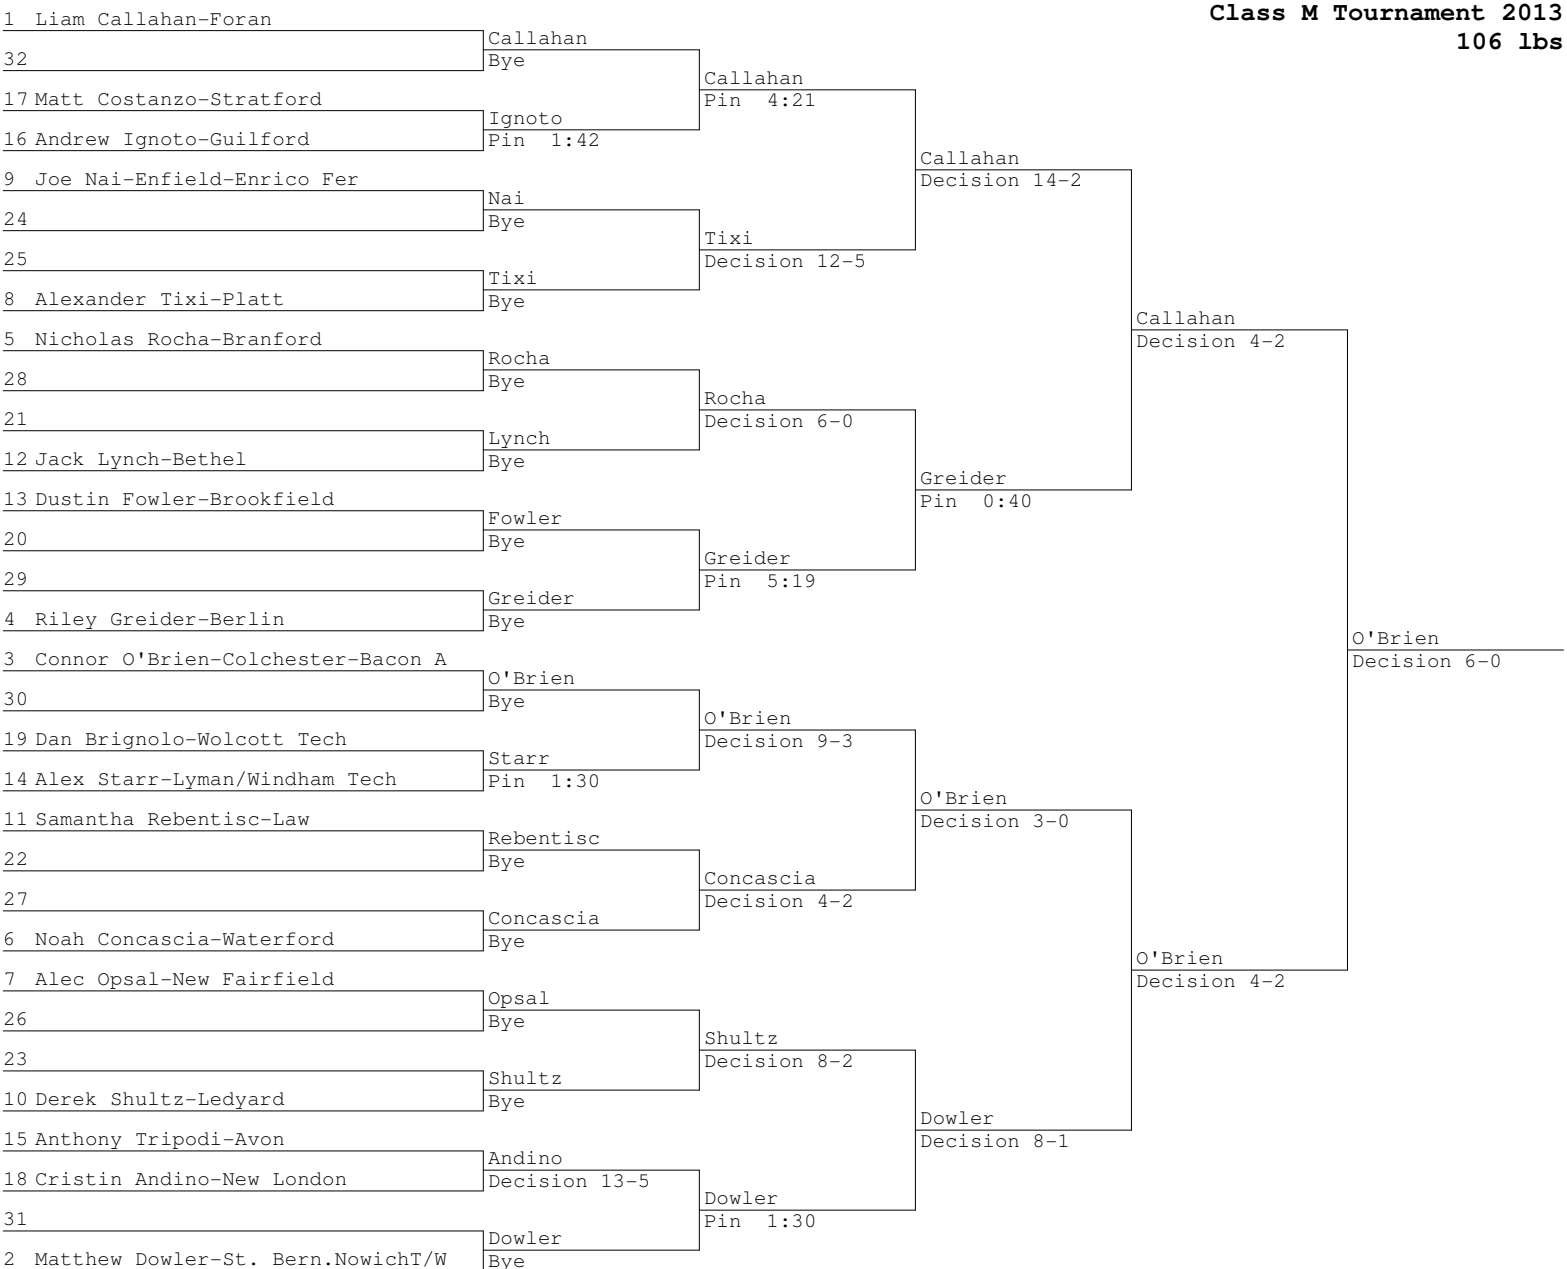 Class M Tournament 2013
106 lbs
1 Liam Callahan-Foran
32
17 Matt Costanzo-Stratford
16 Andrew Ignoto-Guilford
9 Joe Nai-Enfield-Enrico Fer
24
25
8 Alexander Tixi-Platt
5 Nicholas Rocha-Branford
28
21
12 Jack Lynch-Bethel
13 Dustin Fowler-Brookfield
20
29
4 Riley Greider-Berlin
3 Connor O'Brien-Colchester-Bacon A
30
19 Dan Brignolo-Wolcott Tech
14 Alex Starr-Lyman/Windham Tech
11 Samantha Rebentisc-Law
22
27
6 Noah Concascia-Waterford
7 Alec Opsal-New Fairfield
26
23
10 Derek Shultz-Ledyard
15 Anthony Tripodi-Avon
18 Cristin Andino-New London
31
2 Matthew Dowler-St. Bern.NowichT/W
Callahan
Bye
Ignoto
Pin 1:42
Nai
Bye
Tixi
Bye
Rocha
Bye
Lynch
Bye
Fowler
Bye
Greider
Bye
O'Brien
Bye
Starr
Pin 1:30
Rebentisc
Bye
Concascia
Bye
Opsal
Bye
Shultz
Bye
Andino
Decision 13-5
Dowler
Bye
Callahan
Pin 4:21
Tixi
Decision 12-5
Rocha
Decision 6-0
Greider
Pin 5:19
O'Brien
Decision 9-3
Concascia
Decision 4-2
Shultz
Decision 8-2
Dowler
Pin 1:30
Callahan
Decision 14-2
Greider
Pin 0:40
O'Brien
Decision 3-0
Dowler
Decision 8-1
Callahan
Decision 4-2
O'Brien
Decision 4-2
O'Brien
Decision 6-0